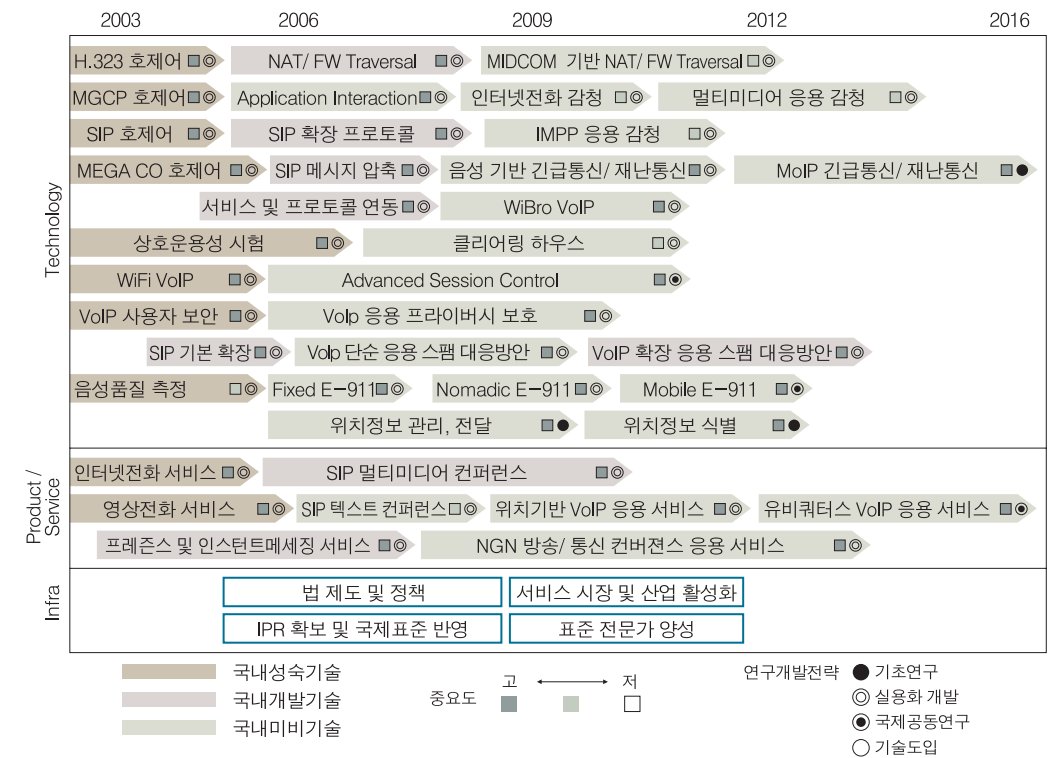 2003 2006 2009 2012 2016
Technology
H.323 호제어 NAT/ FW Traversal MIDCOM 기반 NAT/ FW Traversal
MGCP 호제어 Application Interaction 인터넷전화 감청 멀티미디어 응용 감청
SIP 호제어 SIP 확장 프로토콜 IMPP 응용 감청
MEGA CO 호제어 SIP 메시지 압축 음성 기반 긴급통신/ 재난통신 MoIP 긴급통신/ 재난통신
서비스 및 프로토콜 연동 WiBro VoIP
상호운용성 시험 클리어링 하우스
WiFi VoIP Advanced Session Control
VoIP 사용자 보안 VoIp 응용 프라이버시 보호
SIP 기본 확장 VoIp 단순 응용 스팸 대응방안 VoIP 확장 응용 스팸 대응방안
음성품질 측정 Fixed E-911 Nomadic E-911 Mobile E-911
위치정보 관리, 전달 위치정보 식별
Product / Service
인터넷전화 서비스 SIP 멀티미디어 컨퍼런스
영상전화 서비스 SIP 텍스트 컨퍼런스 위치기반 VoIP 응용 서비스 유비쿼터스 VoIP 응용 서비스
프레즌스 및 인스턴트메세징 서비스 NGN 방송/ 통신 컨버젼스 응용 서비스
Infra
법 제도 및 정책 서비스 시장 및 산업 활성화
IPR 확보 및 국제표준 반영 표준 전문가 양성
국내성숙기술
국내개발기술
국내미비기술
중요도 고 저
연구개발전략 기초연구
실용화 개발
국제공동연구
기술도입